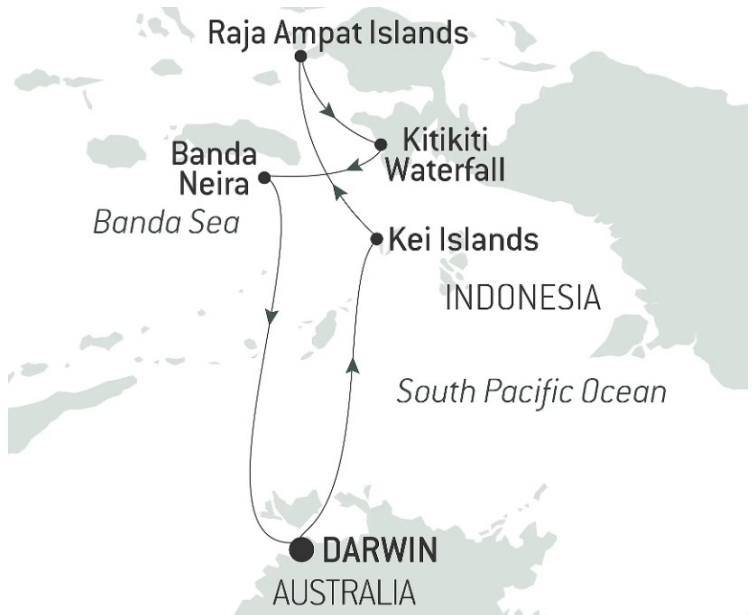 Raja Ampat Islands
Kitikiti
Waterfall
Banda
Neira
Banda Sea
Kei Islands
INDONESIA
South Pacific Ocean
DARWIN
AUSTRALIA